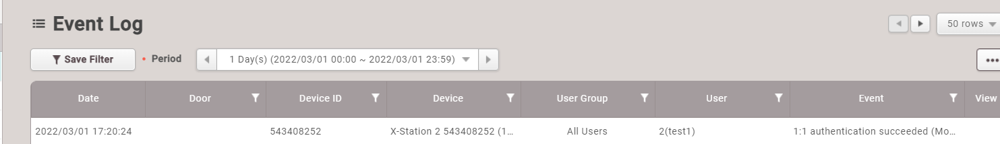 Event Log
50 rows
Save Filter
• Period
1 Day(s) (2022/03/01 00:00 ~ 2022/03/01 23:59)
Date Door Device ID Device User Group User Event View
2022/03/01 17:20:24 543408252 X-Station 2 543408252 (1... All Users 2(test1) 1:1 authentication succeeded (Mo...